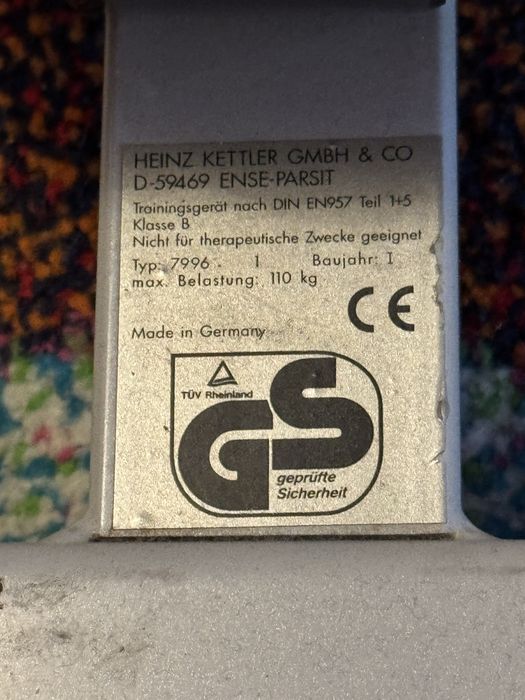 HEINZ KETTLER GMBH & CO
D-59469 ENSE-PARSIT
Trainingsgerät nach DIN EN957 Teil 1+5
Klasse B
Nicht für therapeutische Zwecke geeignet
Typ: 7996 - 1 Baujahr: I
max. Belastung: 110 kg
CE
Made in Germany
TÜV Rheinland
GS
geprüfte
Sicherheit